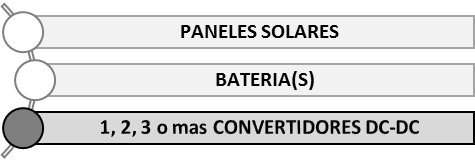 PANELES SOLARES
BATERIA(S)
1, 2, 3 o mas CONVERTIDORES DC-DC